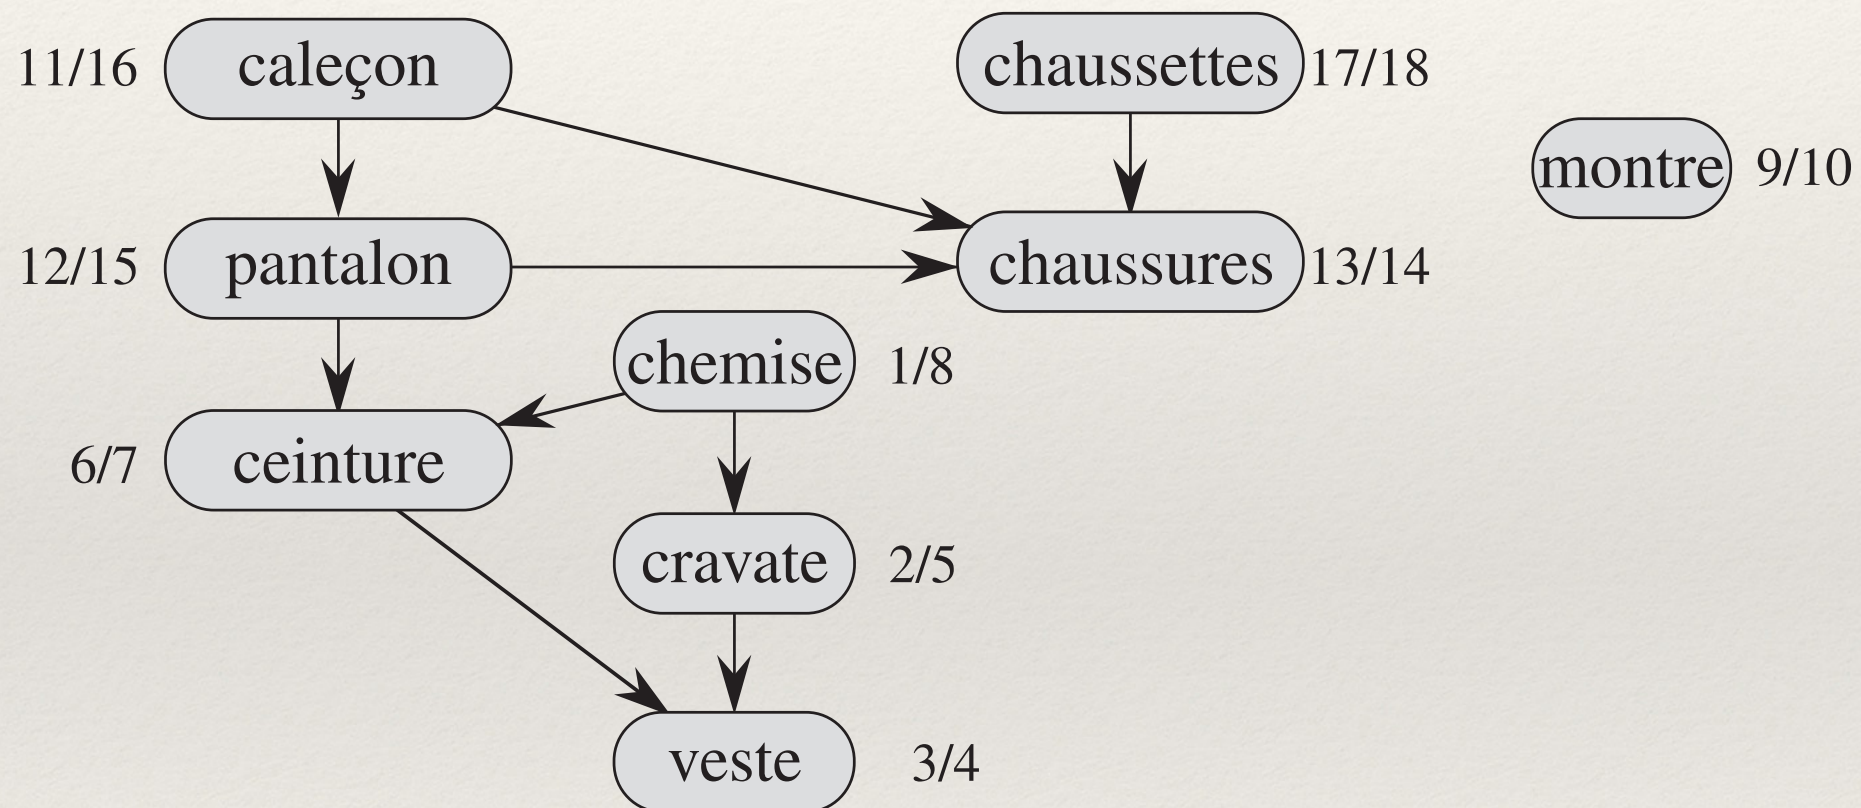 11/16 caleçon
chaussettes 17/18
montre 9/10
12/15 pantalon
chaussures 13/14
chemise 1/8
6/7 ceinture
cravate 2/5
veste 3/4